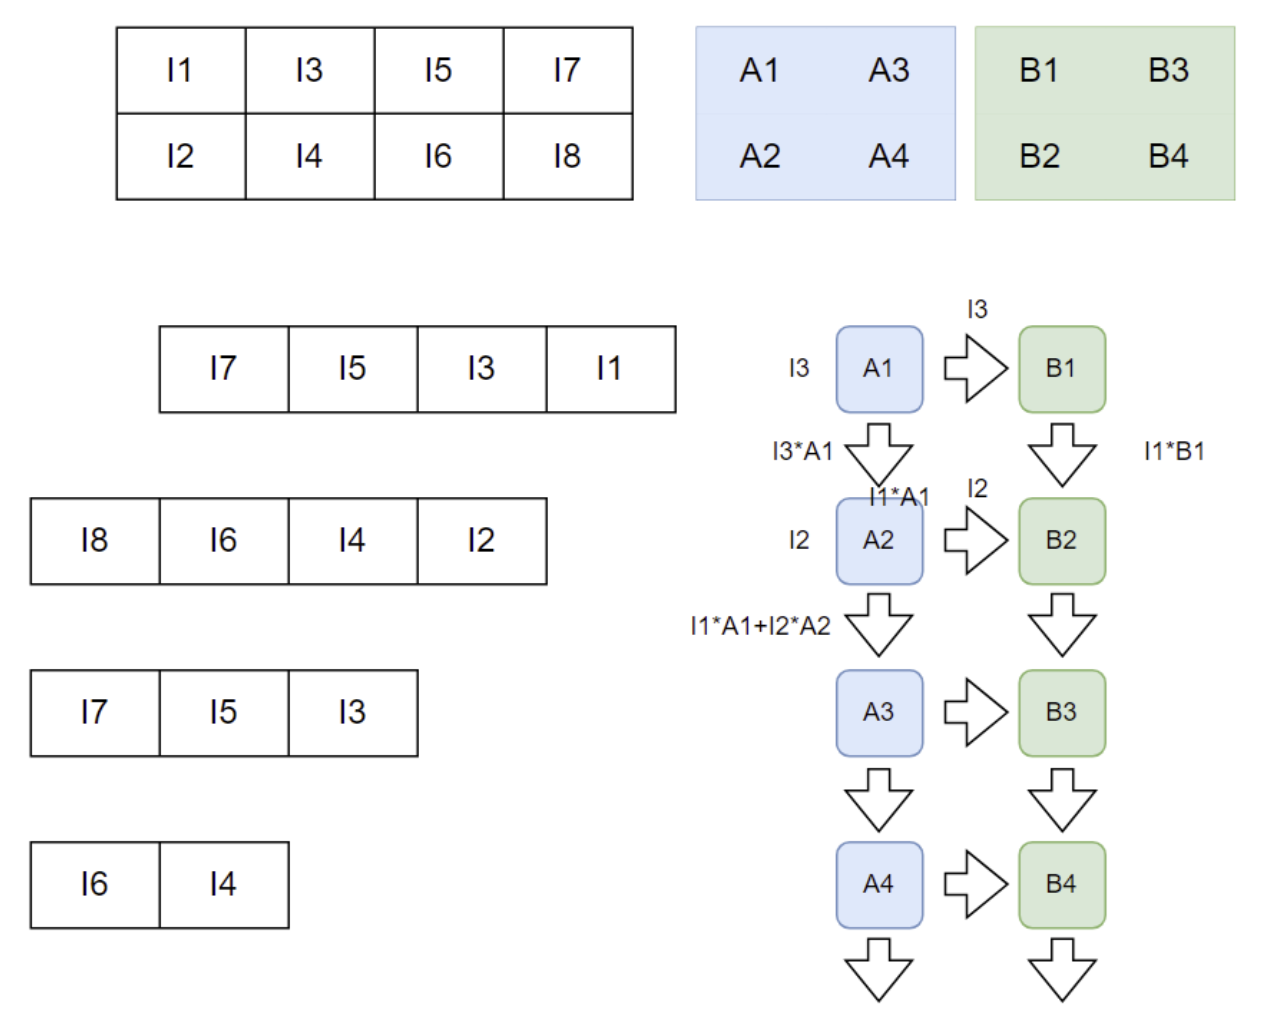 I1 I3 I5 I7 A1 A3 B1 B3
I2 I4 I6 I8 A2 A4 B2 B4
I3
I7 I5 I3 I1 I3 A1 B1
I3*A1 I1*B1
I1*A1 I2
I8 I6 I4 I2 I2 A2 B2
I1*A1+I2*A2
I7 I5 I3 A3 B3
I6 I4 A4 B4